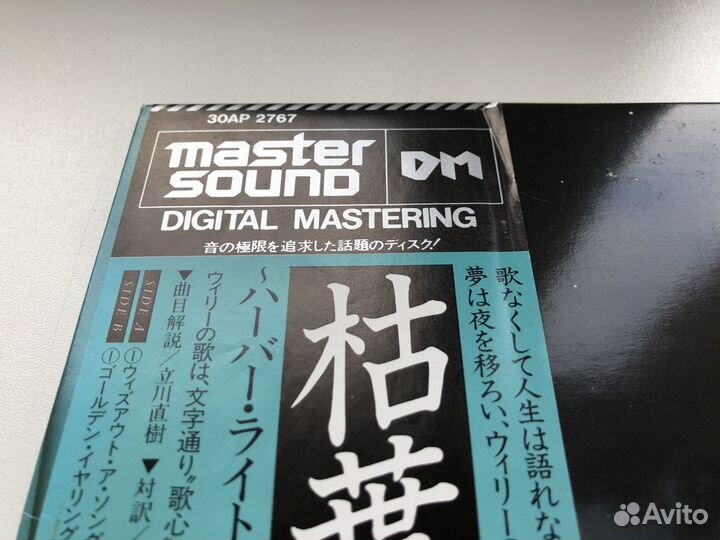 30AP 2767
master sound DM
DIGITAL MASTERING
音の極限を追求した話題のディスク!
歌なくして人生は語れな
夢は夜を移ろい、ウィリーの
枯葉
～ハーバー・ライト
ウィリーの歌は、文字通り"歌心
▼曲目解説/立川直樹 ▼対訳/
SIDE A ①ウィズアウト・ア・ソング
SIDE B ①ゴールデン・イヤリング
Avito